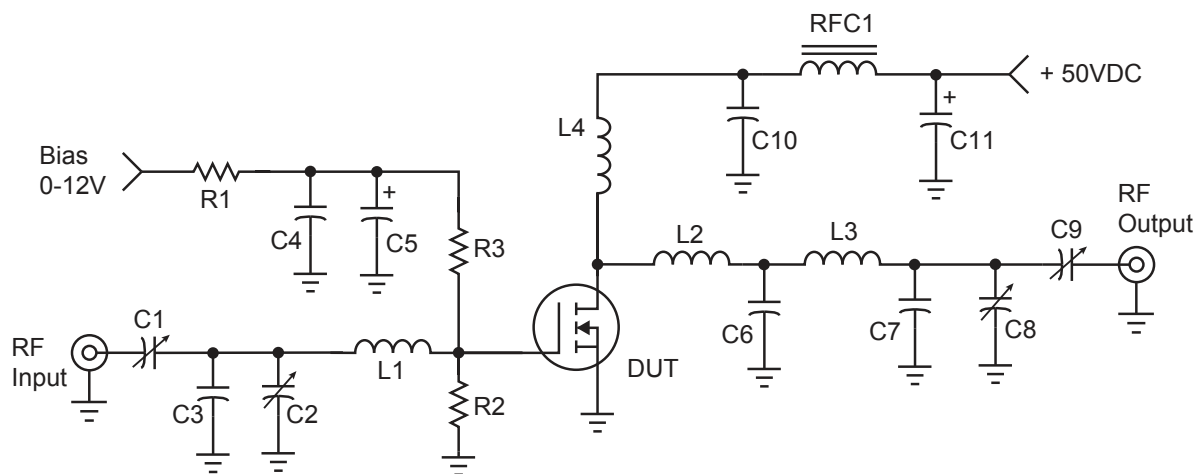 RFC1
+ 50VDC
L4
C10
+
C11
Bias
0-12V
R1
+
C4
C5
R3
RF
Output
C9
L2
L3
C6
C7
C8
DUT
C1
RF
Input
L1
C3
C2
R2